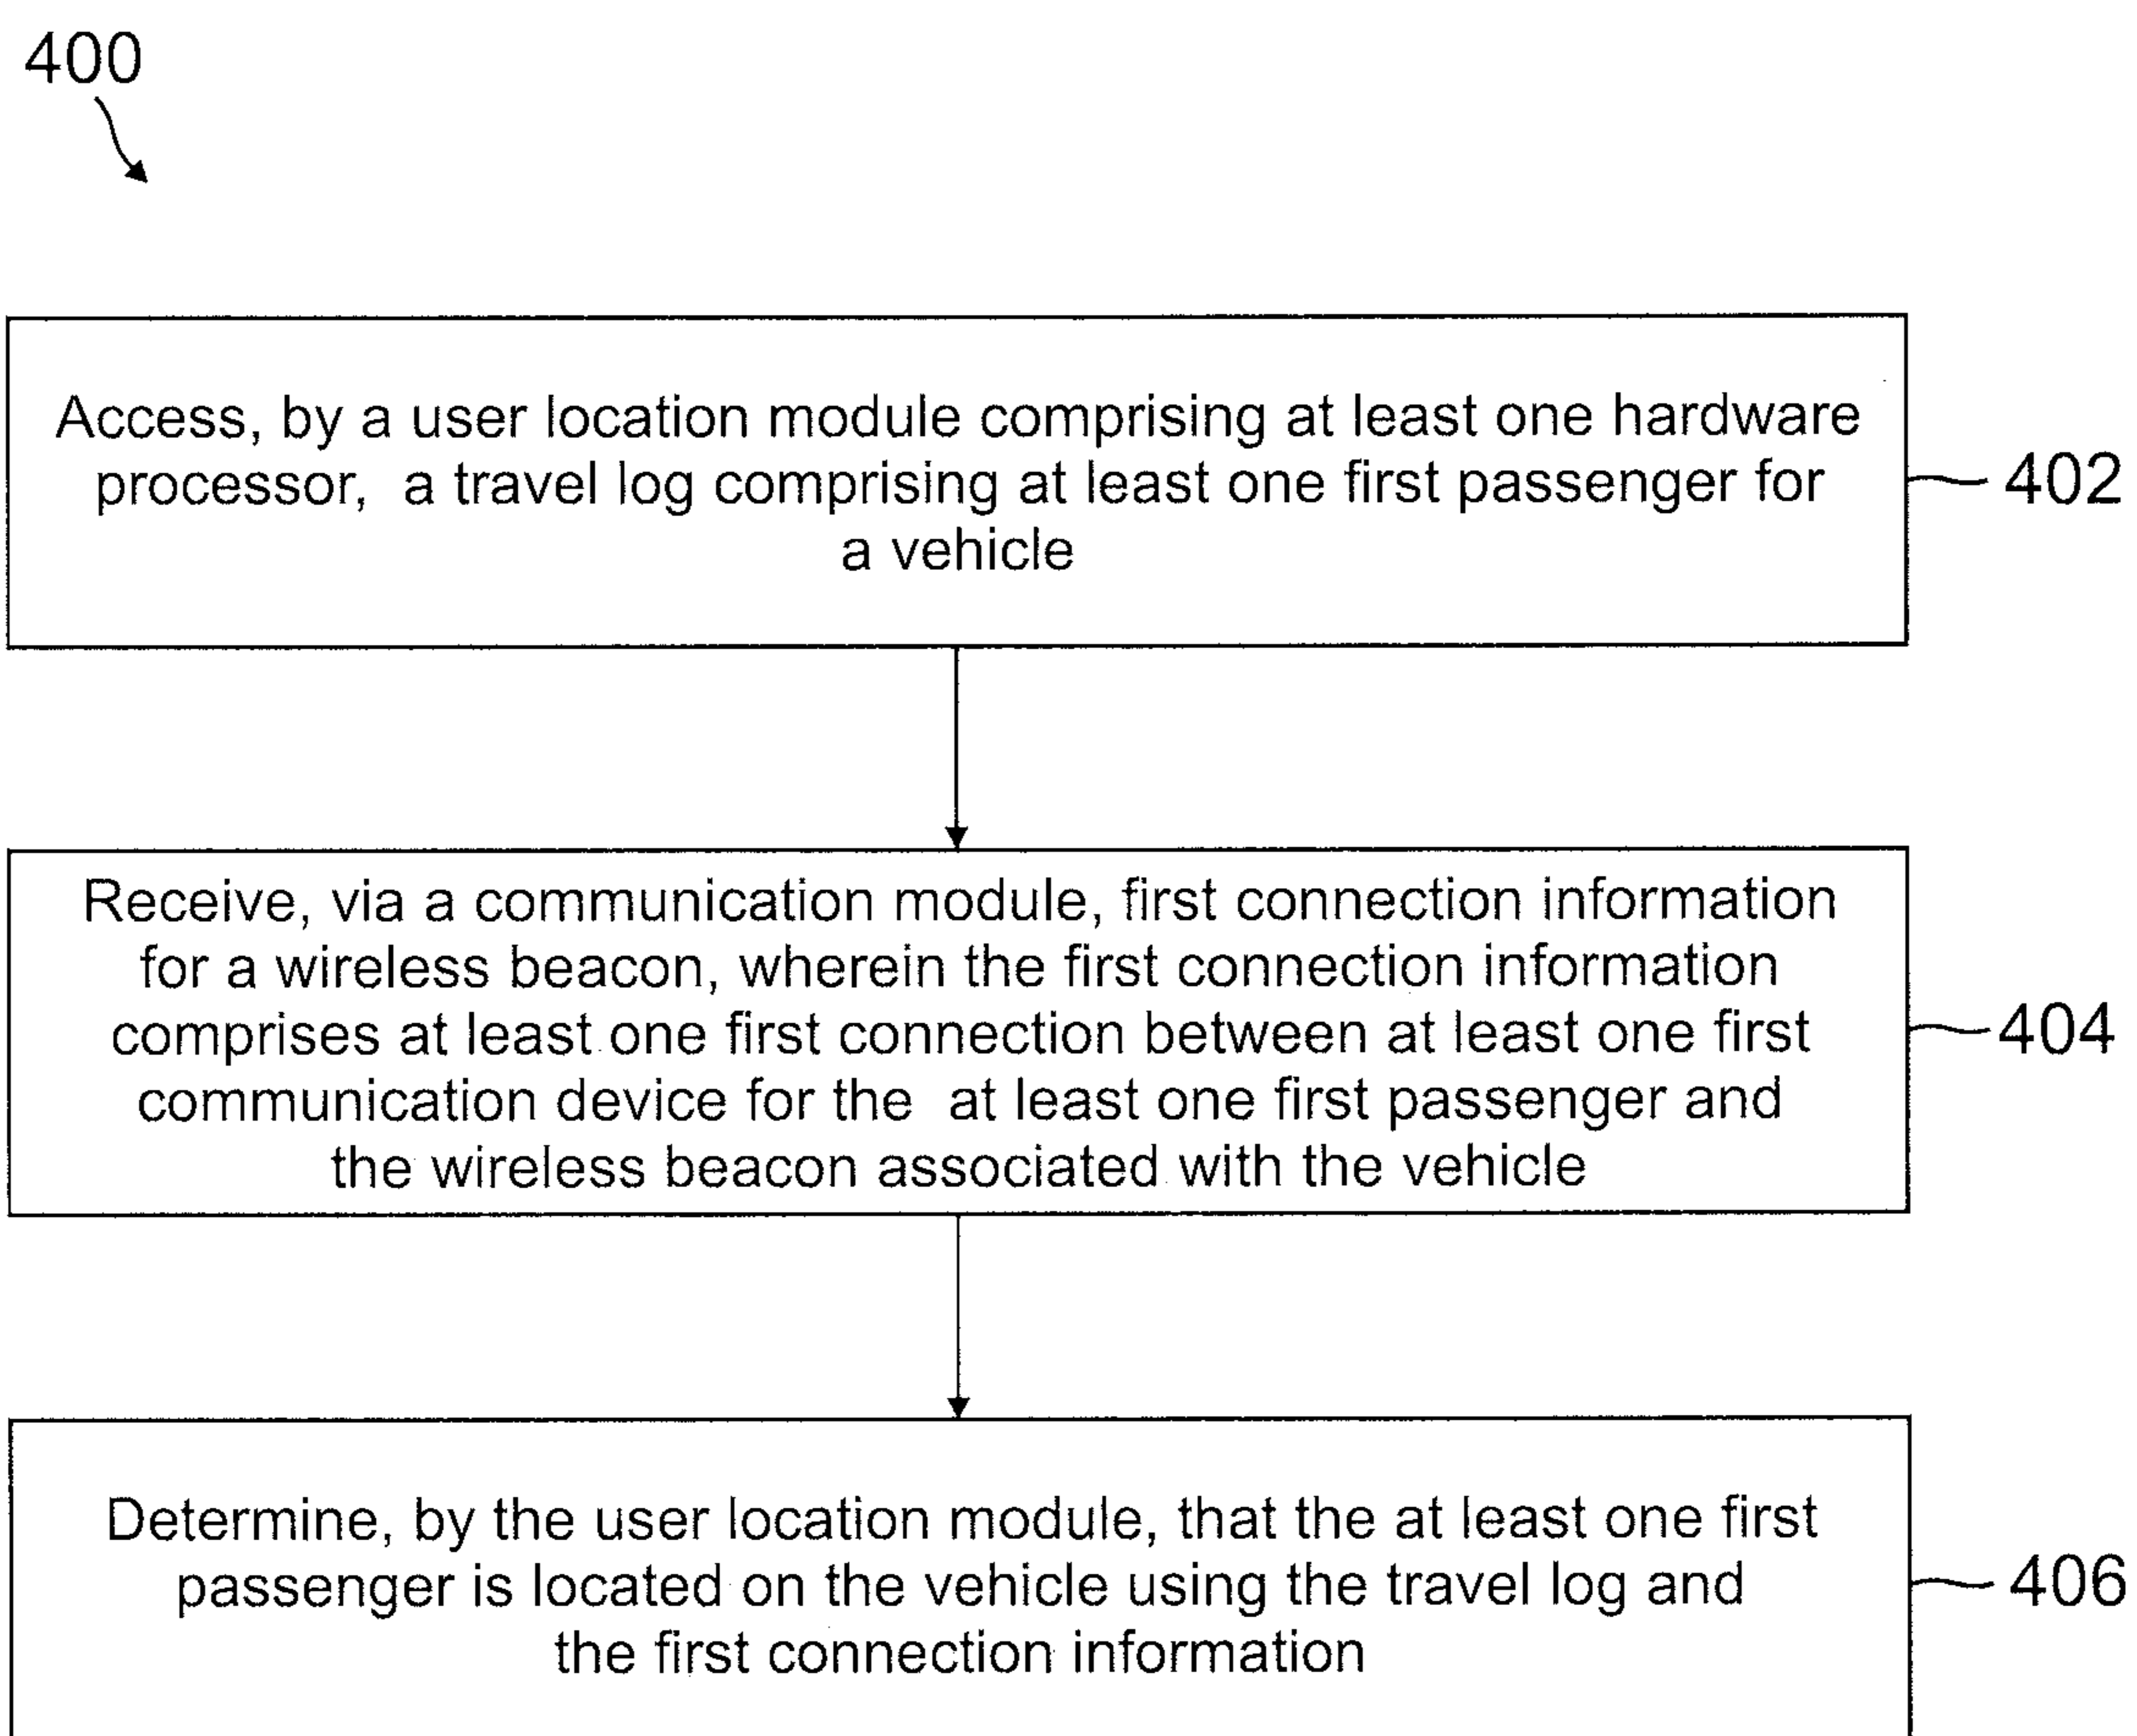 400
Access, by a user location module comprising at least one hardware
processor, a travel log comprising at least one first passenger for
a vehicle
402
Receive, via a communication module, first connection information
for a wireless beacon, wherein the first connection information
comprises at least one first connection between at least one first
communication device for the at least one first passenger and
the wireless beacon associated with the vehicle
404
Determine, by the user location module, that the at least one first
passenger is located on the vehicle using the travel log and
the first connection information
406